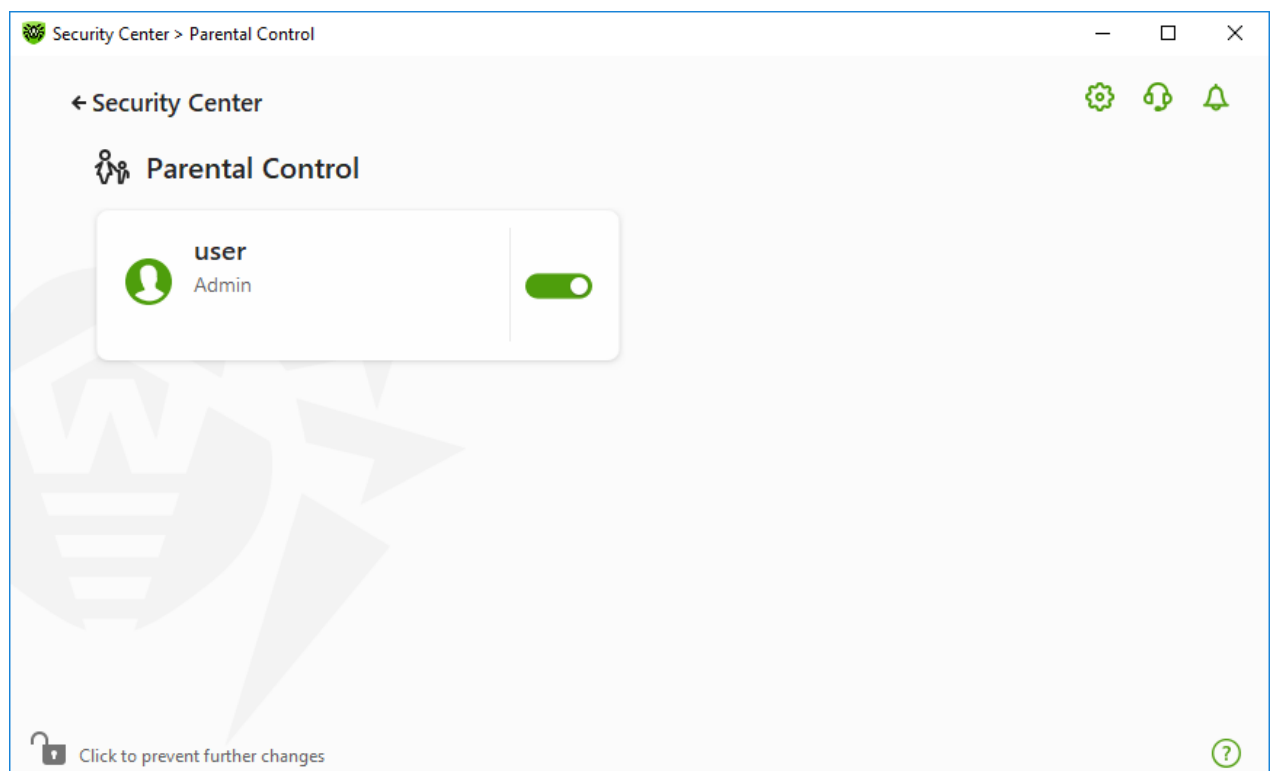 Security Center > Parental Control
Security Center
Parental Control
user
Admin
Click to prevent further changes
?